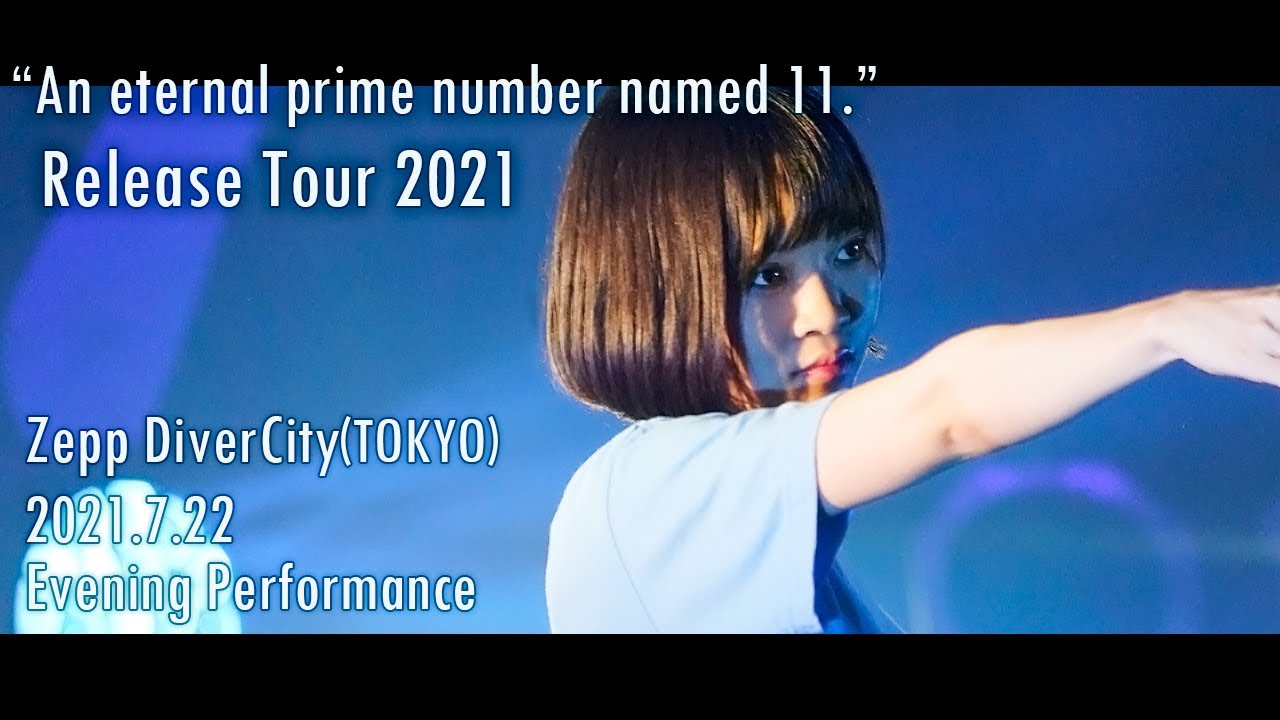 “An eternal prime number named 11.”
Release Tour 2021
Zepp DiverCity(TOKYO)
2021.7.22
Evening Performance